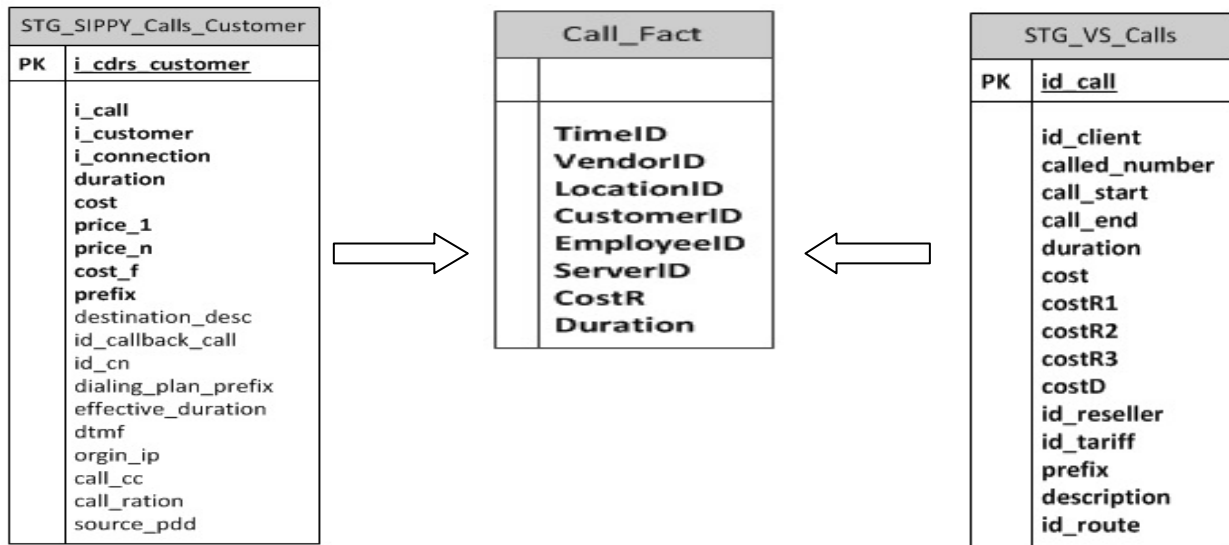 STG_SIPPY_Calls_Customer
PK i_cdrs_customer
i_call
i_customer
i_connection
duration
cost
price_1
price_n
cost_f
prefix
destination_desc
id_callback_call
id_cn
dialing_plan_prefix
effective_duration
dtmf
orgin_ip
call_cc
call_ration
source_pdd
Call_Fact
TimeID
VendorID
LocationID
CustomerID
EmployeeID
ServerID
CostR
Duration
STG_VS_Calls
PK id_call
id_client
called_number
call_start
call_end
duration
cost
costR1
costR2
costR3
costD
id_reseller
id_tariff
prefix
description
id_route